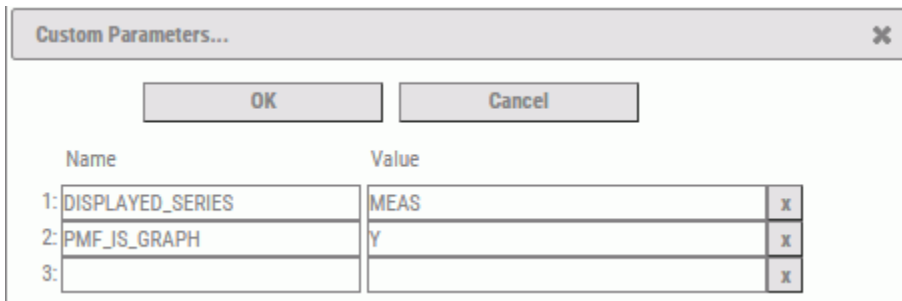 Custom Parameters... ✖
OK Cancel
Name Value
1: DISPLAYED_SERIES MEAS x
2: PMF_IS_GRAPH Y x
3: x